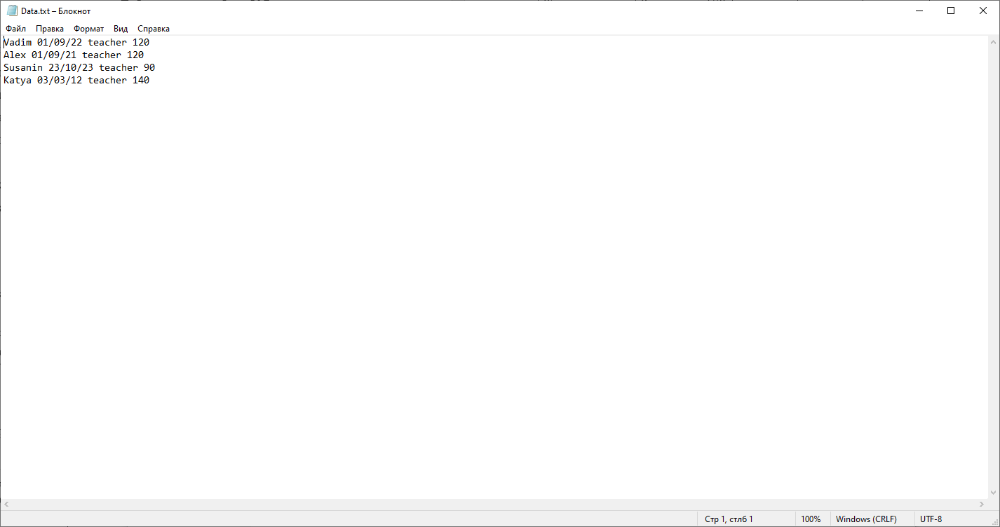 Data.txt – Блокнот
Файл Правка Формат Вид Справка
Vadim 01/09/22 teacher 120
Alex 01/09/21 teacher 120
Susanin 23/10/23 teacher 90
Katya 03/03/12 teacher 140
Стр 1, стлб 1 100% Windows (CRLF) UTF-8